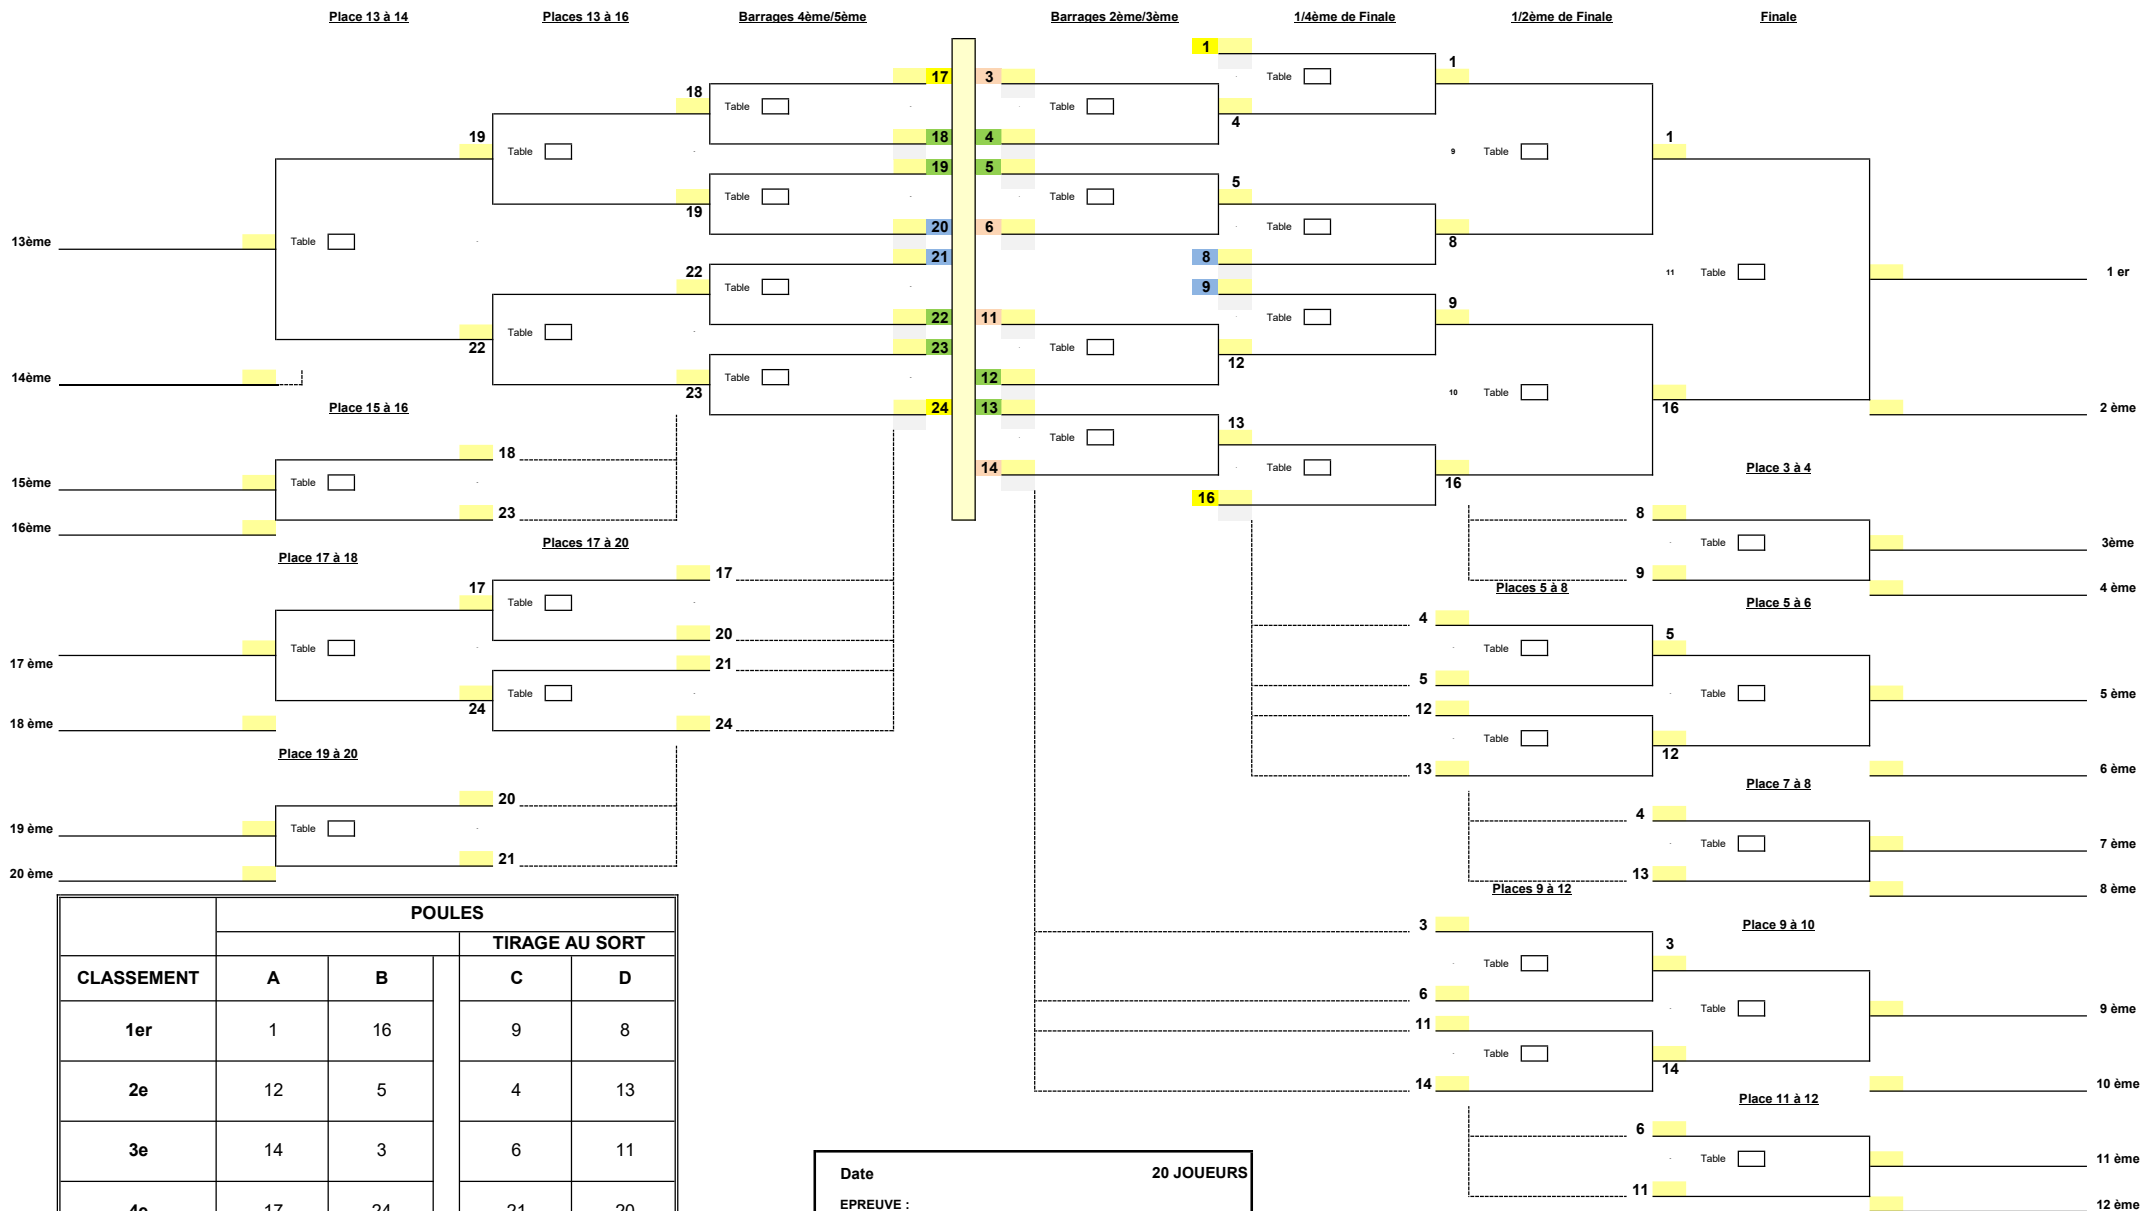 Place 13 à 14 Places 13 à 16 Barrages 4ème/5ème Barrages 2ème/3ème 1/4ème de Finale 1/2ème de Finale Finale
1
17 3 Table 1
18 Table Table
4
19 18 4 1
Table 19 5 9 Table
5
Table Table
19
20 6 Table 8
13ème Table
21 8
22 11 Table 1 er
Table 9
9
22 11 Table
Table 23 Table
22 12
14ème Table 12
23 10 Table
Place 15 à 16 24 13 16 2 ème
13
Table
18 14 Table Place 3 à 4
15ème Table 16
16
23 8
16ème Table 3ème
Places 17 à 20
Place 17 à 18 17 9
17 Places 5 à 8 4 ème
Table Place 5 à 6
4
20 5
Table Table
17 ème 21
5
Table Table 5 ème
24 12
18 ème 24 Table
Place 19 à 20 12
13 6 ème
Place 7 à 8
20
4
19 ème Table
Table 7 ème
21
20 ème 13
Places 9 à 12 8 ème
POULES
3 Place 9 à 10
TIRAGE AU SORT 3
Table
CLASSEMENT A B C D
6
Table 9 ème
1er 1 16 9 8 11
Table
14
2e 12 5 4 13 14 10 ème
Place 11 à 12
6
3e 14 3 6 11
Table 11 ème
Date 20 JOUEURS
11
4e 17 24 21 20
EPREUVE : 12 ème